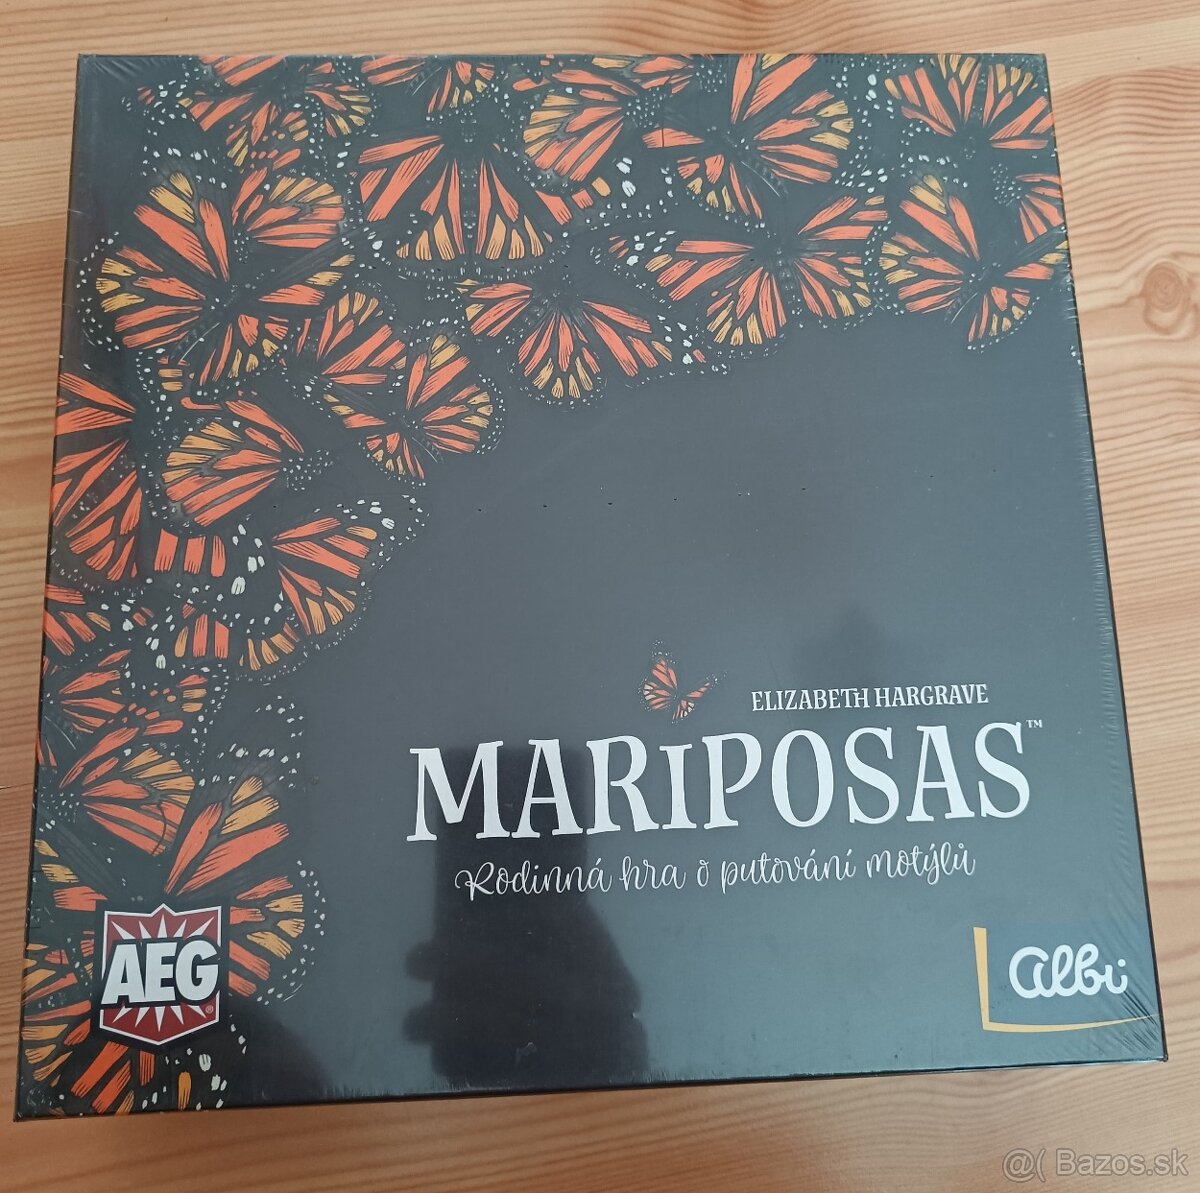 ELIZABETH HARGRAVE
MARIPOSAS™
Rodinná hra o putování motýlů
AEG®
albi
@( Bazos.sk